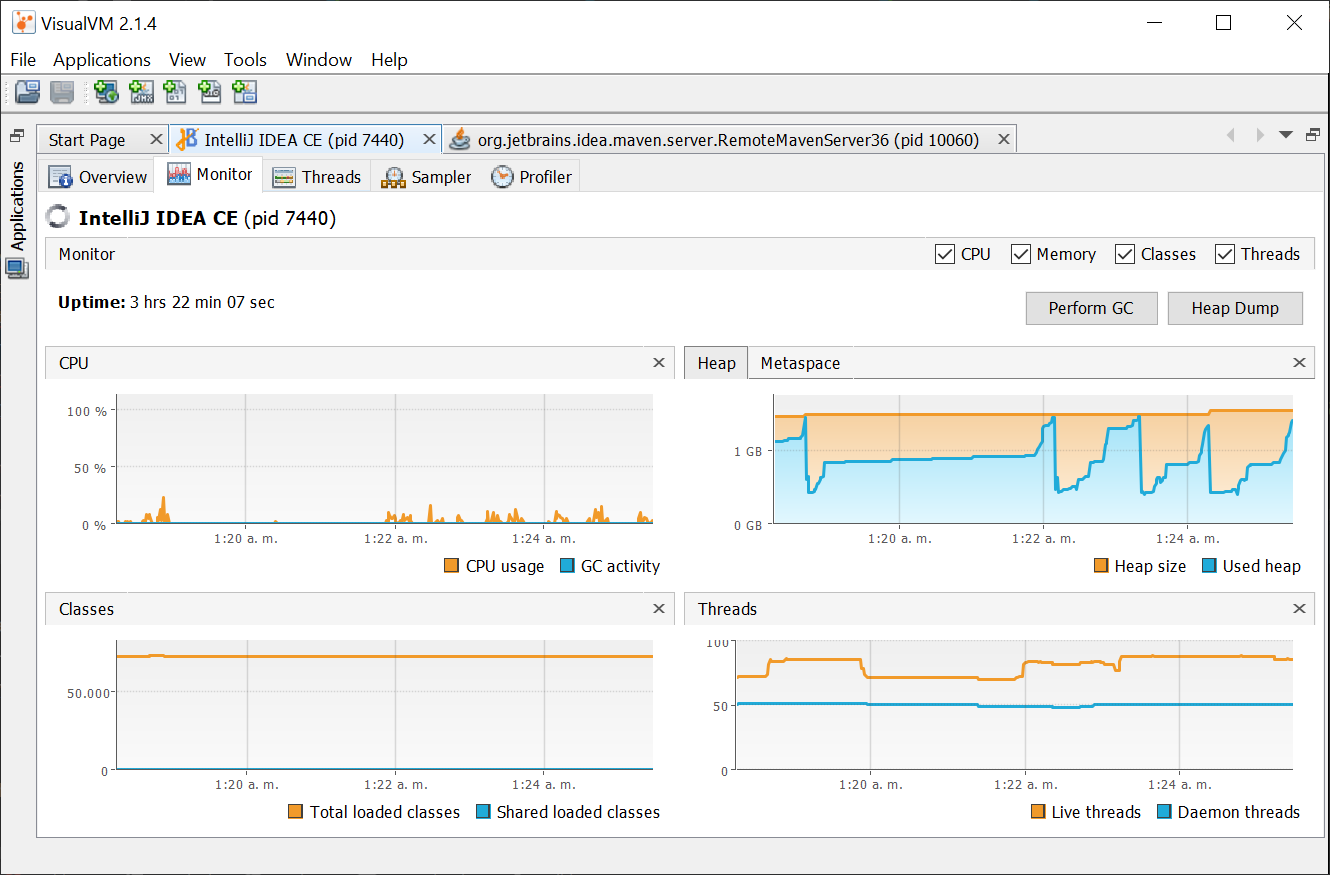 VisualVM 2.1.4
File Applications View Tools Window Help
Start Page IntelliJ IDEA CE (pid 7440) org.jetbrains.idea.maven.server.RemoteMavenServer36 (pid 10060)
Applications
Overview Monitor Threads Sampler Profiler
IntelliJ IDEA CE (pid 7440)
Monitor CPU Memory Classes Threads
Uptime: 3 hrs 22 min 07 sec
Perform GC Heap Dump
CPU
100 %
50 %
0 %
1:20 a. m. 1:22 a. m. 1:24 a. m.
CPU usage GC activity
Heap Metaspace
1 GB
0 GB
1:20 a. m. 1:22 a. m. 1:24 a. m.
Heap size Used heap
Classes
50.000
0
1:20 a. m. 1:22 a. m. 1:24 a. m.
Total loaded classes Shared loaded classes
Threads
100
50
0
1:20 a. m. 1:22 a. m. 1:24 a. m.
Live threads Daemon threads